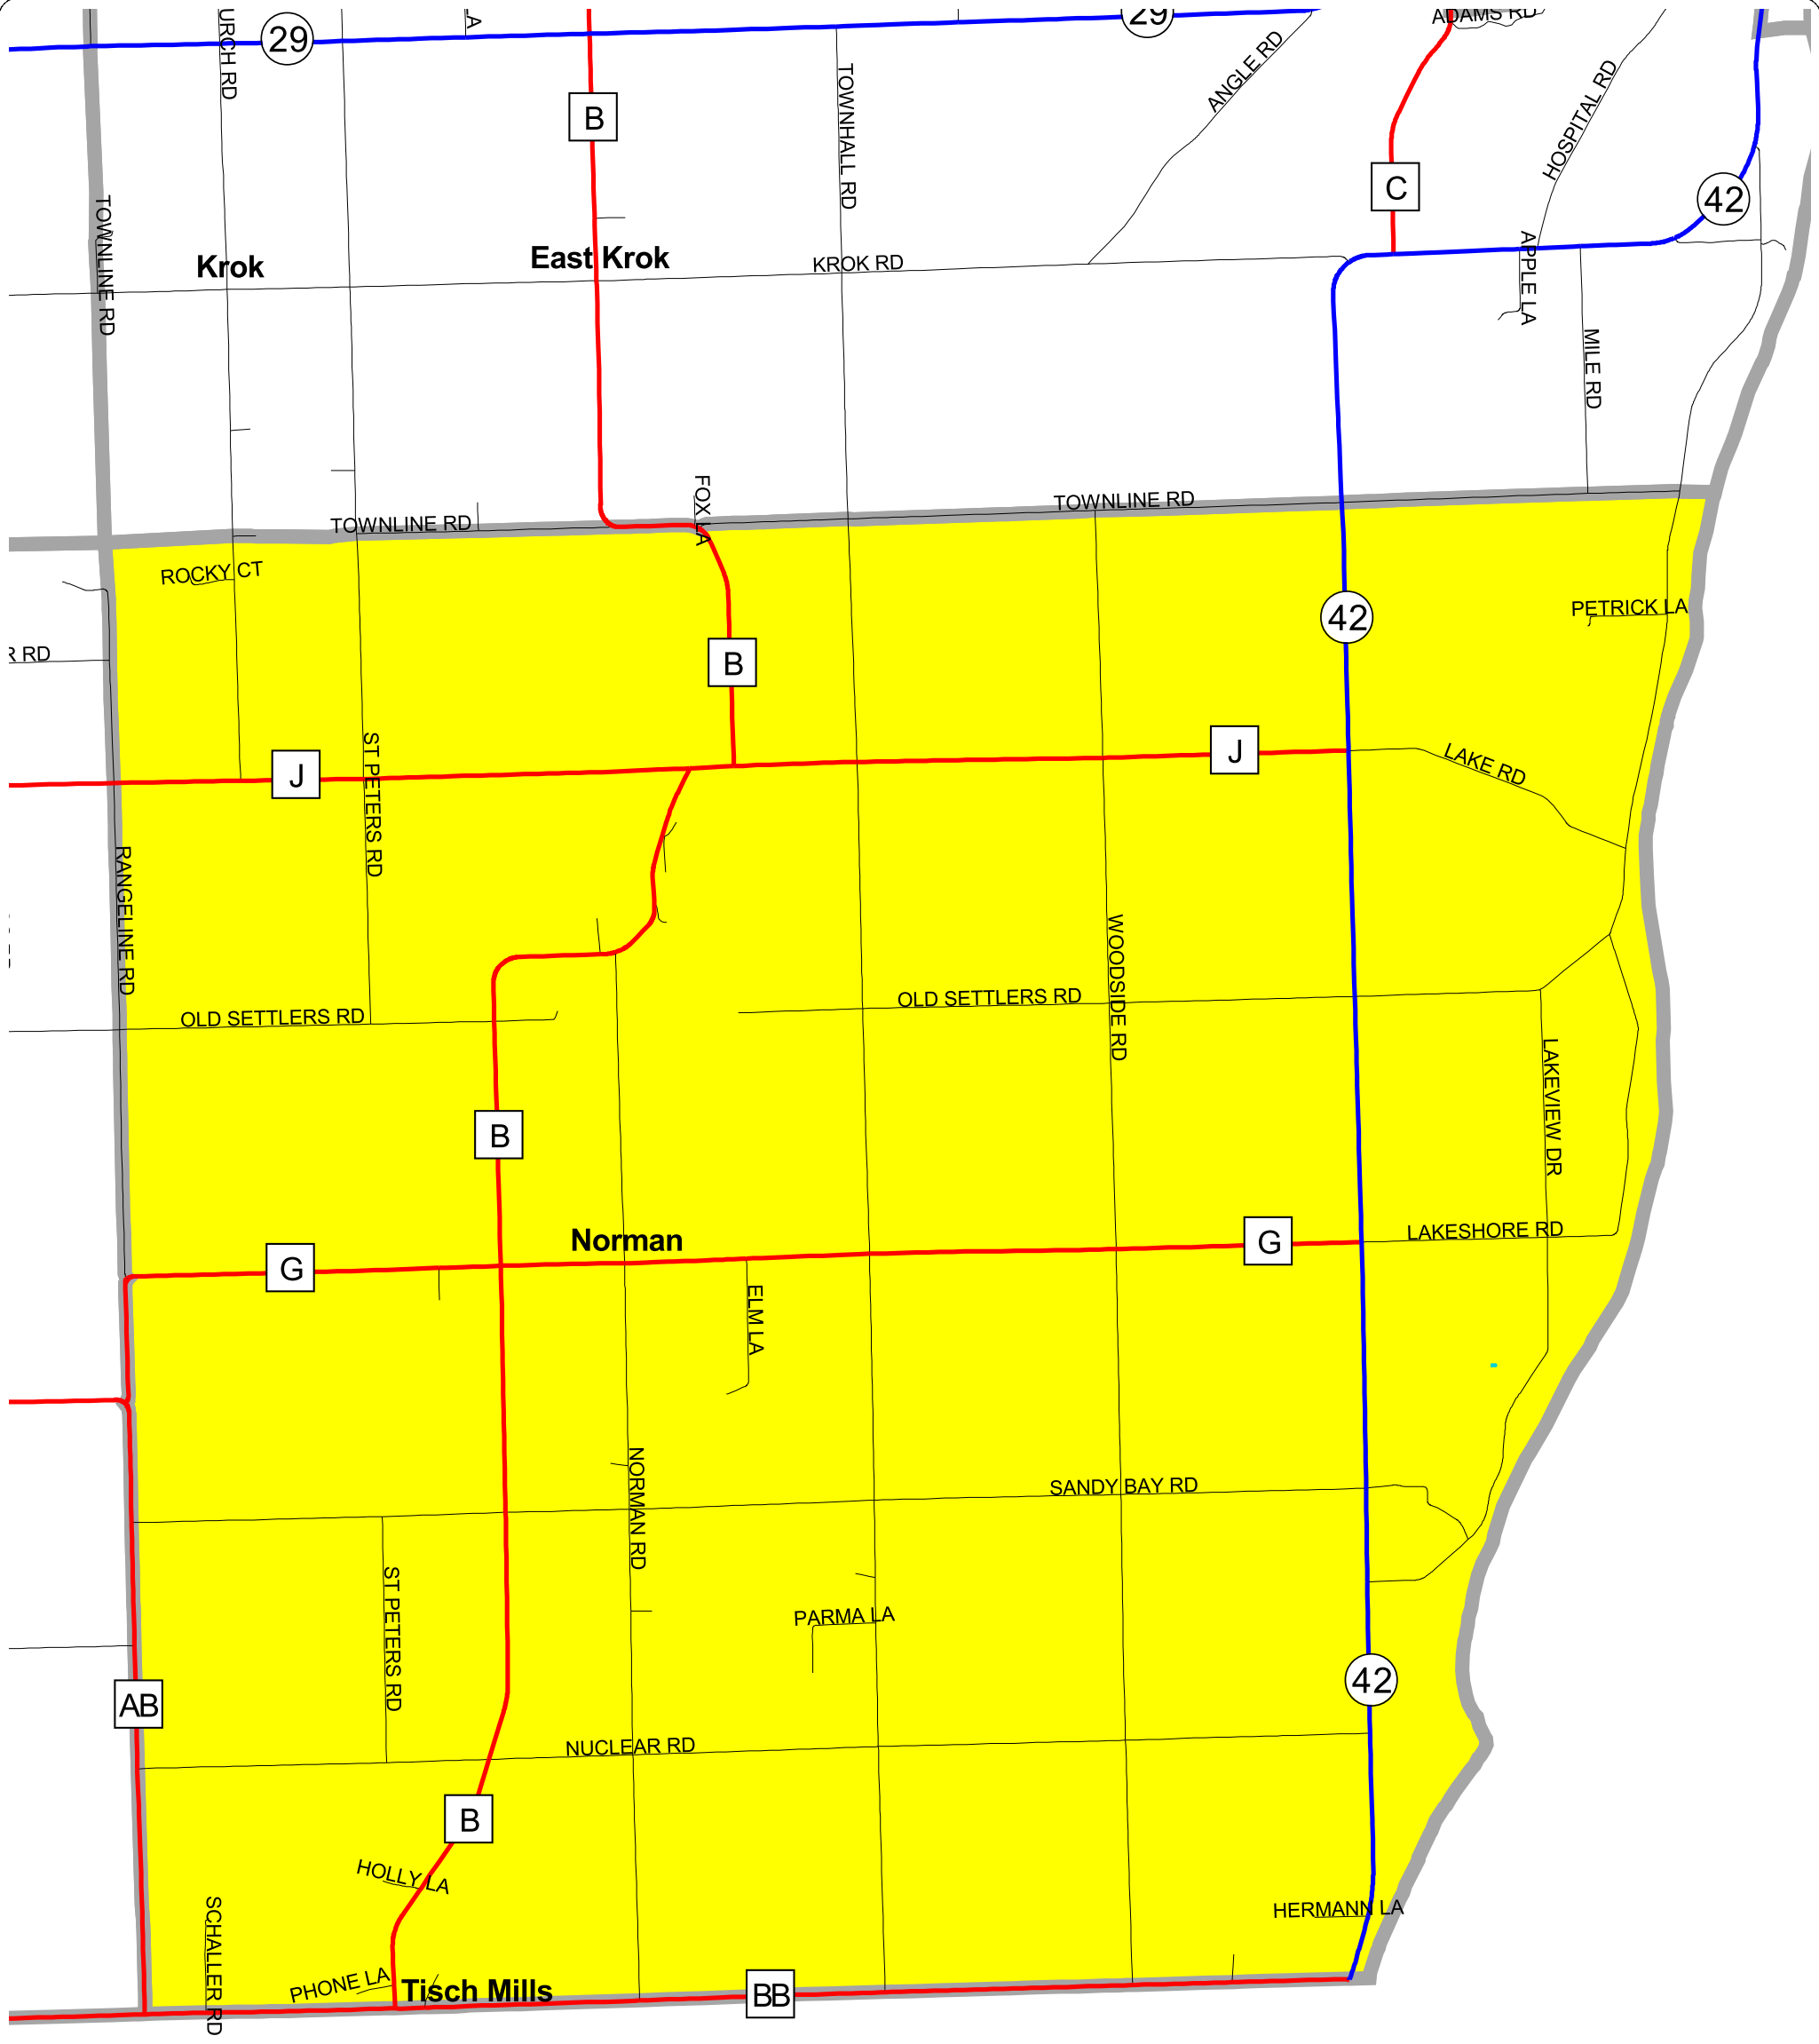 URCH RD
29
A
29
ADAMS RD
B
TOWNHALL RD
ANGLE RD
HOSPITAL RD
C
42
TOWNLINE RD
Krok
East Krok
KROK RD
APPLE LA
MILE RD
FOX LA
TOWNLINE RD
TOWNLINE RD
ROCKY CT
R RD
B
42
PETRICK LA
J
J
LAKE RD
ST PETERS RD
RANGELINE RD
WOODSIDE RD
OLD SETTLERS RD
OLD SETTLERS RD
LAKEVIEW DR
B
Norman
G
G
LAKESHORE RD
ELM LA
NORMAN RD
SANDY BAY RD
ST PETERS RD
PARMA LA
AB
42
NUCLEAR RD
B
HOLLY LA
SCHALLER RD
HERMANN LA
PHONE LA
Tisch Mills
BB